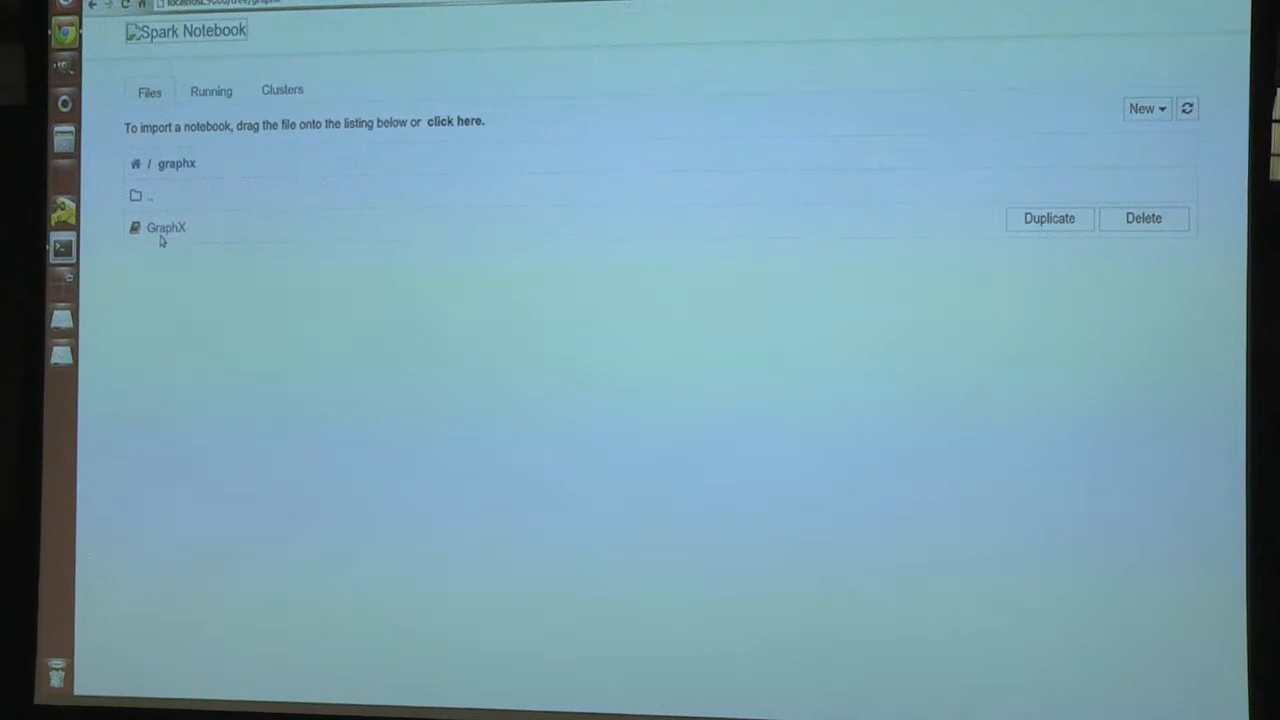 Spark Notebook
Files Running Clusters
New
To import a notebook, drag the file onto the listing below or click here.
/ graphx
..
GraphX
Duplicate Delete